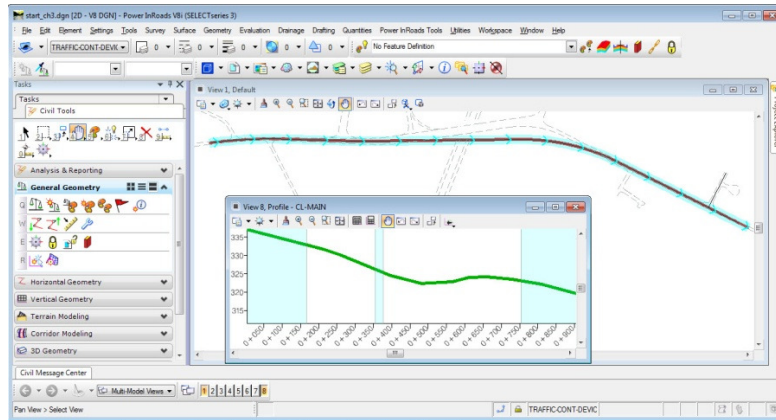 start_ch3.dgn [2D - V8 DGN] - Power InRoads V8i (SELECTseries 3)
File Edit Element Settings Tools Survey Surface Geometry Evaluation Drainage Drafting Quantities Power InRoads Tools Utilities Workspace Window Help
TRAFFIC-CONT-DEVIC 0 0 0 0 0 No Feature Definition
Tasks
Tasks
Civil Tools
Analysis & Reporting
General Geometry
Q
W
E
R
Horizontal Geometry
Vertical Geometry
Terrain Modeling
Corridor Modeling
3D Geometry
View 1, Default
View 8, Profile - CL-MAIN
335
330
325
320
315
0+050 0+100 0+150 0+200 0+250 0+300 0+350 0+400 0+450 0+500 0+550 0+600 0+650 0+700 0+750 0+800 0+850 0+900
Civil Message Center
Multi-Model Views 1 2 3 4 5 6 7 8
Pan View > Select View
TRAFFIC-CONT-DEVIC